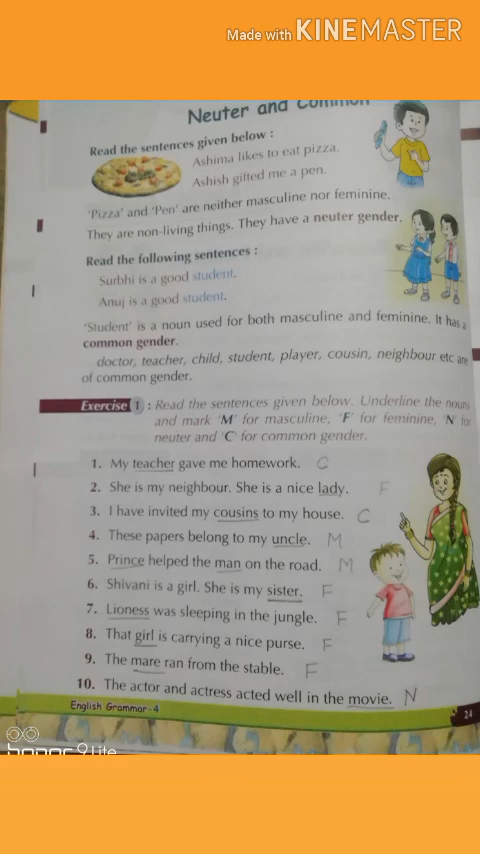 Made with KINEMASTER
Neuter and Common
Read the sentences given below :
Ashima likes to eat pizza.
Ashish gifted me a pen.
'Pizza' and 'Pen' are neither masculine nor feminine.
They are non-living things. They have a neuter gender.
Read the following sentences :
Surbhi is a good student.
Anuj is a good student.
'Student' is a noun used for both masculine and feminine. It has a
common gender.
doctor, teacher, child, student, player, cousin, neighbour etc are
of common gender.
Exercise 1 : Read the sentences given below. Underline the nouns
and mark 'M' for masculine, 'F' for feminine, 'N' for
neuter and 'C' for common gender.
1. My teacher gave me homework. C
2. She is my neighbour. She is a nice lady. F
3. I have invited my cousins to my house. C
4. These papers belong to my uncle. M
5. Prince helped the man on the road. M
6. Shivani is a girl. She is my sister. F
7. Lioness was sleeping in the jungle. F
8. That girl is carrying a nice purse. F
9. The mare ran from the stable. F
10. The actor and actress acted well in the movie. N
English Grammar-4
24
honor 9 Lite